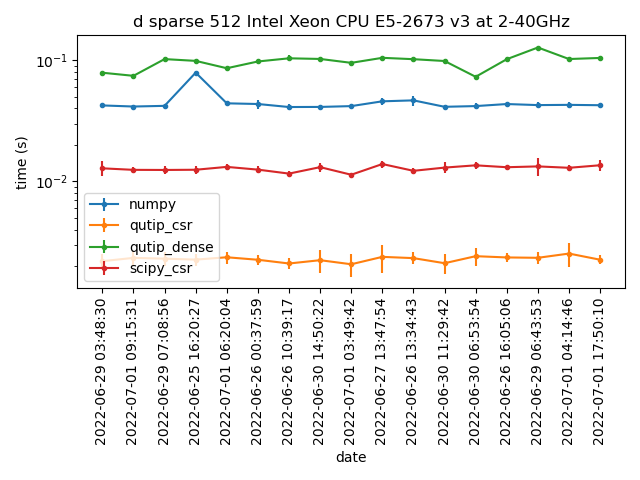 d sparse 512 Intel Xeon CPU E5-2673 v3 at 2-40GHz
time (s)
10⁻¹
10⁻²
numpy
qutip_csr
qutip_dense
scipy_csr
2022-06-29 03:48:30
2022-07-01 09:15:31
2022-06-29 07:08:56
2022-06-25 16:20:27
2022-07-01 06:20:04
2022-06-26 00:37:59
2022-06-26 10:39:17
2022-06-30 14:50:22
2022-07-01 03:49:42
2022-06-27 13:47:54
2022-06-26 13:34:43
2022-06-30 11:29:42
2022-06-30 06:53:54
2022-06-26 16:05:06
2022-06-29 06:43:53
2022-07-01 04:14:46
2022-07-01 17:50:10
date